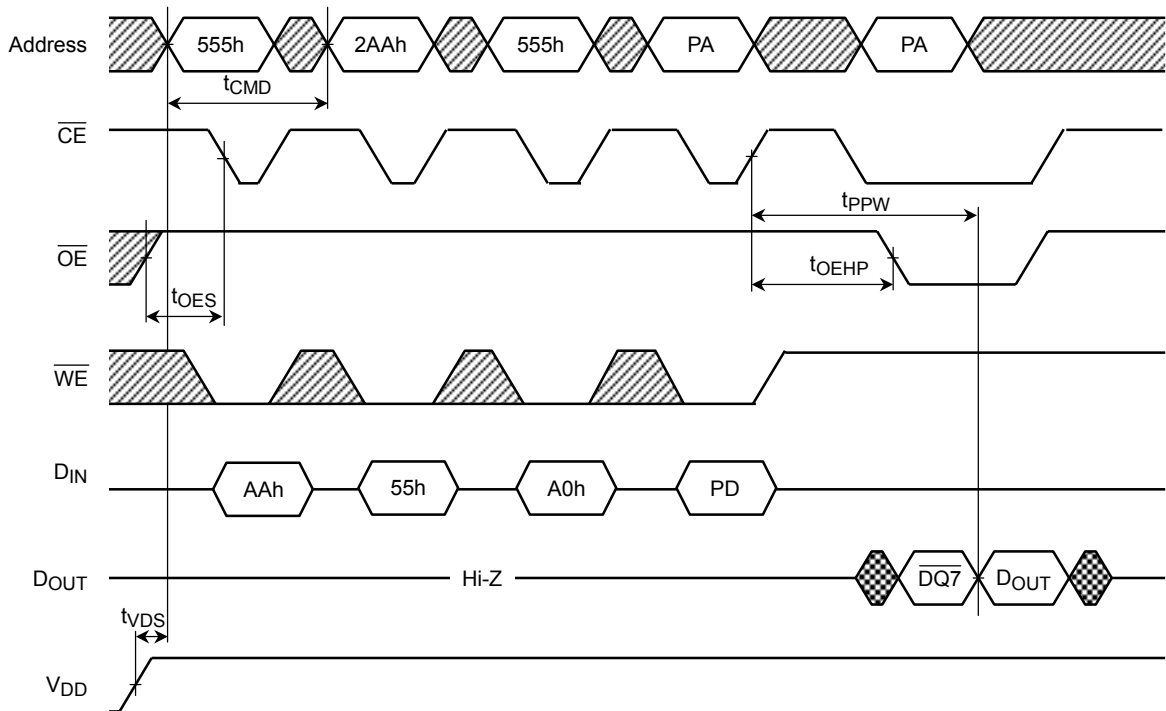 Address 555h 2AAh 555h PA PA
tCMD
CE
tPPW
OE
tOEHP
tOES
WE
DIN AAh 55h A0h PD
DOUT Hi-Z DQ7 DOUT
tVDS
VDD